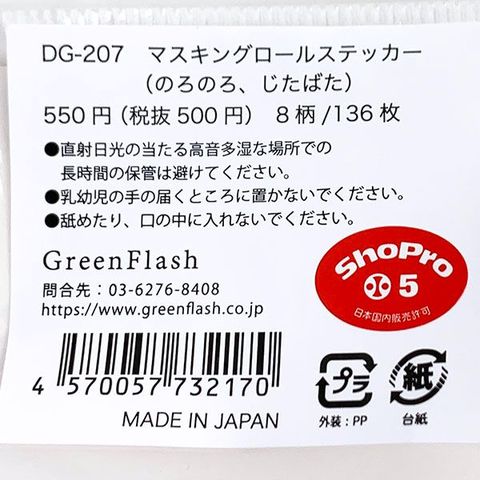 DG-207 マスキングロールステッカー
（のろのろ、じたばた）
550円（税抜500円） 8柄/136枚
●直射日光の当たる高音多湿な場所での
長時間の保管は避けてください。
●乳幼児の手の届くところに置かないでください。
●舐めたり、口の中に入れないでください。
GreenFlash
問合先：03-6276-8408
https://www.greenflash.co.jp
ShoPro
5
日本国内販売許可
4 570057 732170
MADE IN JAPAN
プラ
外装：PP
紙
台紙